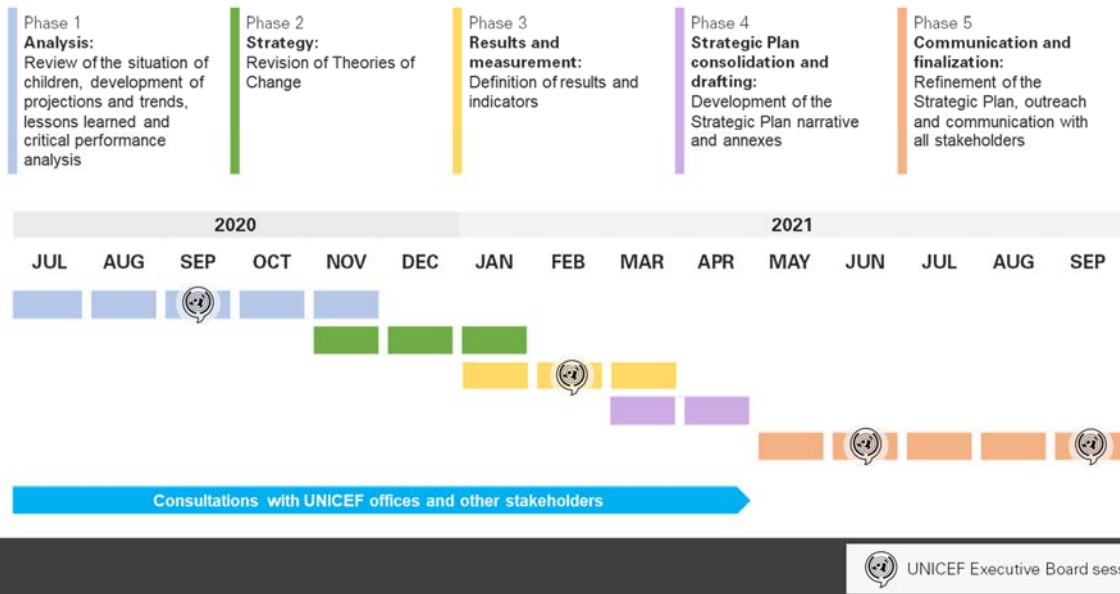 Phase 1
Analysis:
Review of the situation of
children, development of
projections and trends,
lessons learned and
critical performance
analysis
Phase 2
Strategy:
Revision of Theories of
Change
Phase 3
Results and
measurement:
Definition of results and
indicators
Phase 4
Strategic Plan
consolidation and
drafting:
Development of the
Strategic Plan narrative
and annexes
Phase 5
Communication and
finalization:
Refinement of the
Strategic Plan, outreach
and communication with
all stakeholders
2020 2021
JUL AUG SEP OCT NOV DEC JAN FEB MAR APR MAY JUN JUL AUG SEP
Consultations with UNICEF offices and other stakeholders
UNICEF Executive Board sess